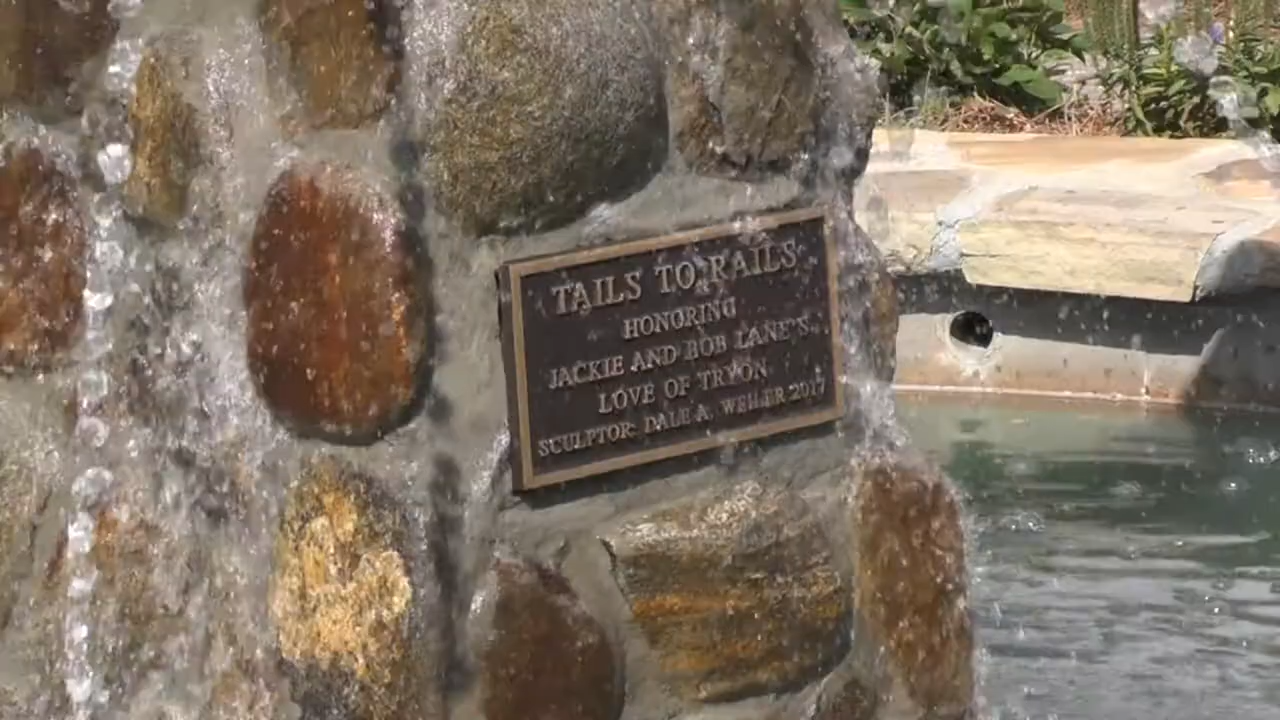 TAILS TO RAILS
HONORING
JACKIE AND BOB LANE'S
LOVE OF TRYON
SCULPTOR: DALE A. WEILER 2017